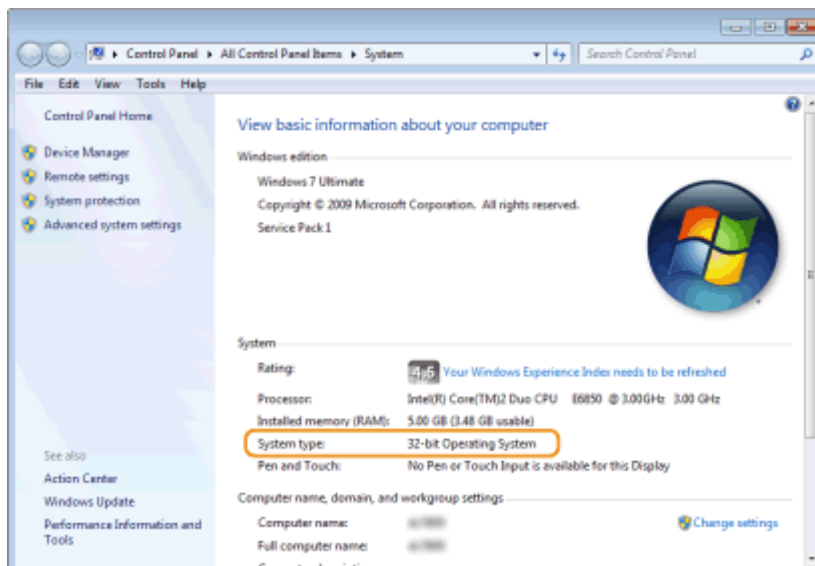 Control Panel ▸ All Control Panel Items ▸ System
Search Control Panel
File Edit View Tools Help
Control Panel Home
Device Manager
Remote settings
System protection
Advanced system settings
See also
Action Center
Windows Update
Performance Information and
Tools
View basic information about your computer
Windows edition
Windows 7 Ultimate
Copyright © 2009 Microsoft Corporation. All rights reserved.
Service Pack 1
System
Rating: 4,5 Your Windows Experience Index needs to be refreshed
Processor: Intel(R) Core(TM)2 Duo CPU E6850 @ 3.00GHz 3.00 GHz
Installed memory (RAM): 5.00 GB (3.48 GB usable)
System type: 32-bit Operating System
Pen and Touch: No Pen or Touch Input is available for this Display
Computer name, domain, and workgroup settings
Computer name:
Change settings
Full computer name: